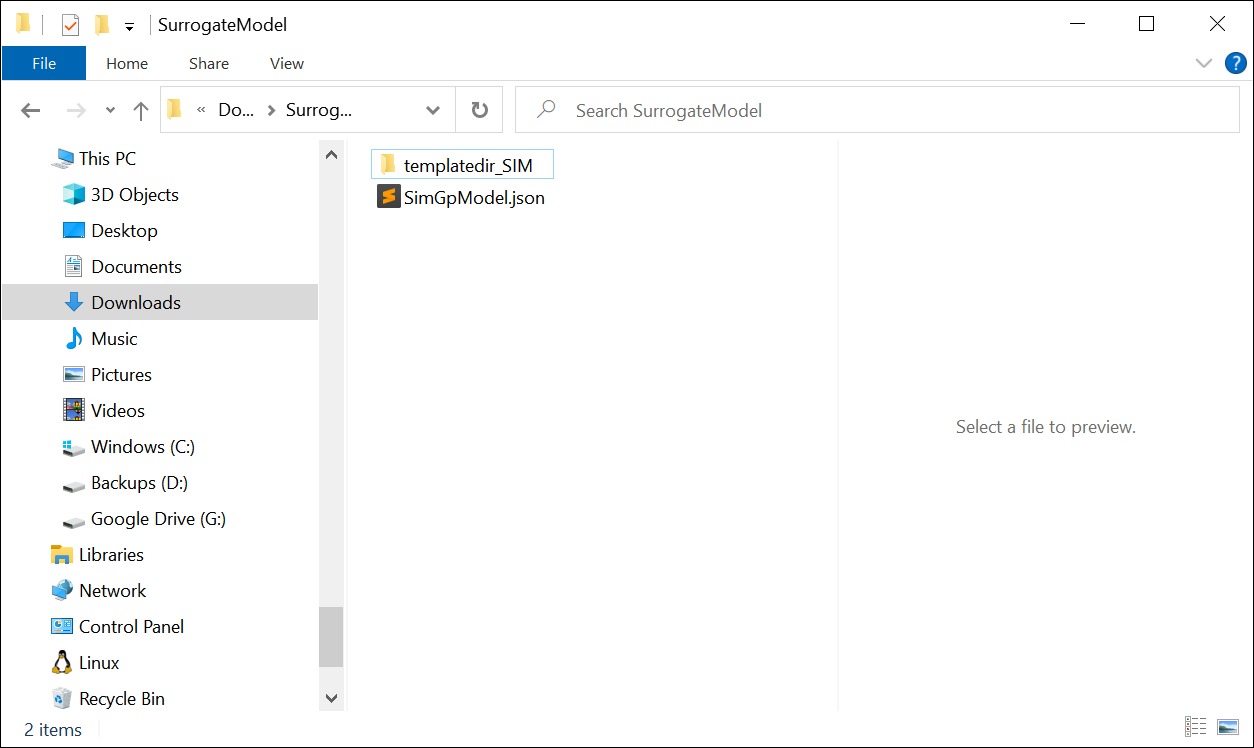 SurrogateModel
File Home Share View ?
« Do... Surrog... Search SurrogateModel
This PC
3D Objects
Desktop
Documents
Downloads
Music
Pictures
Videos
Windows (C:)
Backups (D:)
Google Drive (G:)
Libraries
Network
Control Panel
Linux
Recycle Bin
templatedir_SIM
SimGpModel.json
Select a file to preview.
2 items